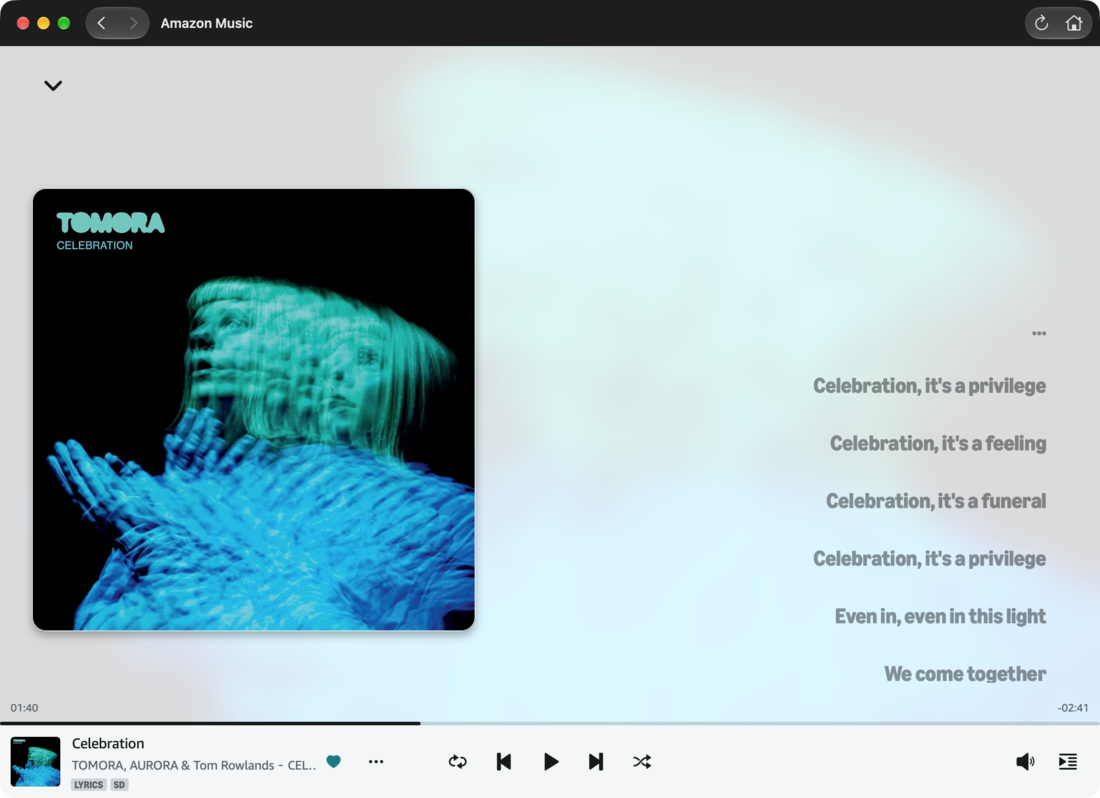 Amazon Music
TOMORA
CELEBRATION
...
Celebration, it's a privilege
Celebration, it's a feeling
Celebration, it's a funeral
Celebration, it's a privilege
Even in, even in this light
We come together
01:40
-02:41
Celebration
TOMORA, AURORA & Tom Rowlands - CEL...
LYRICS SD